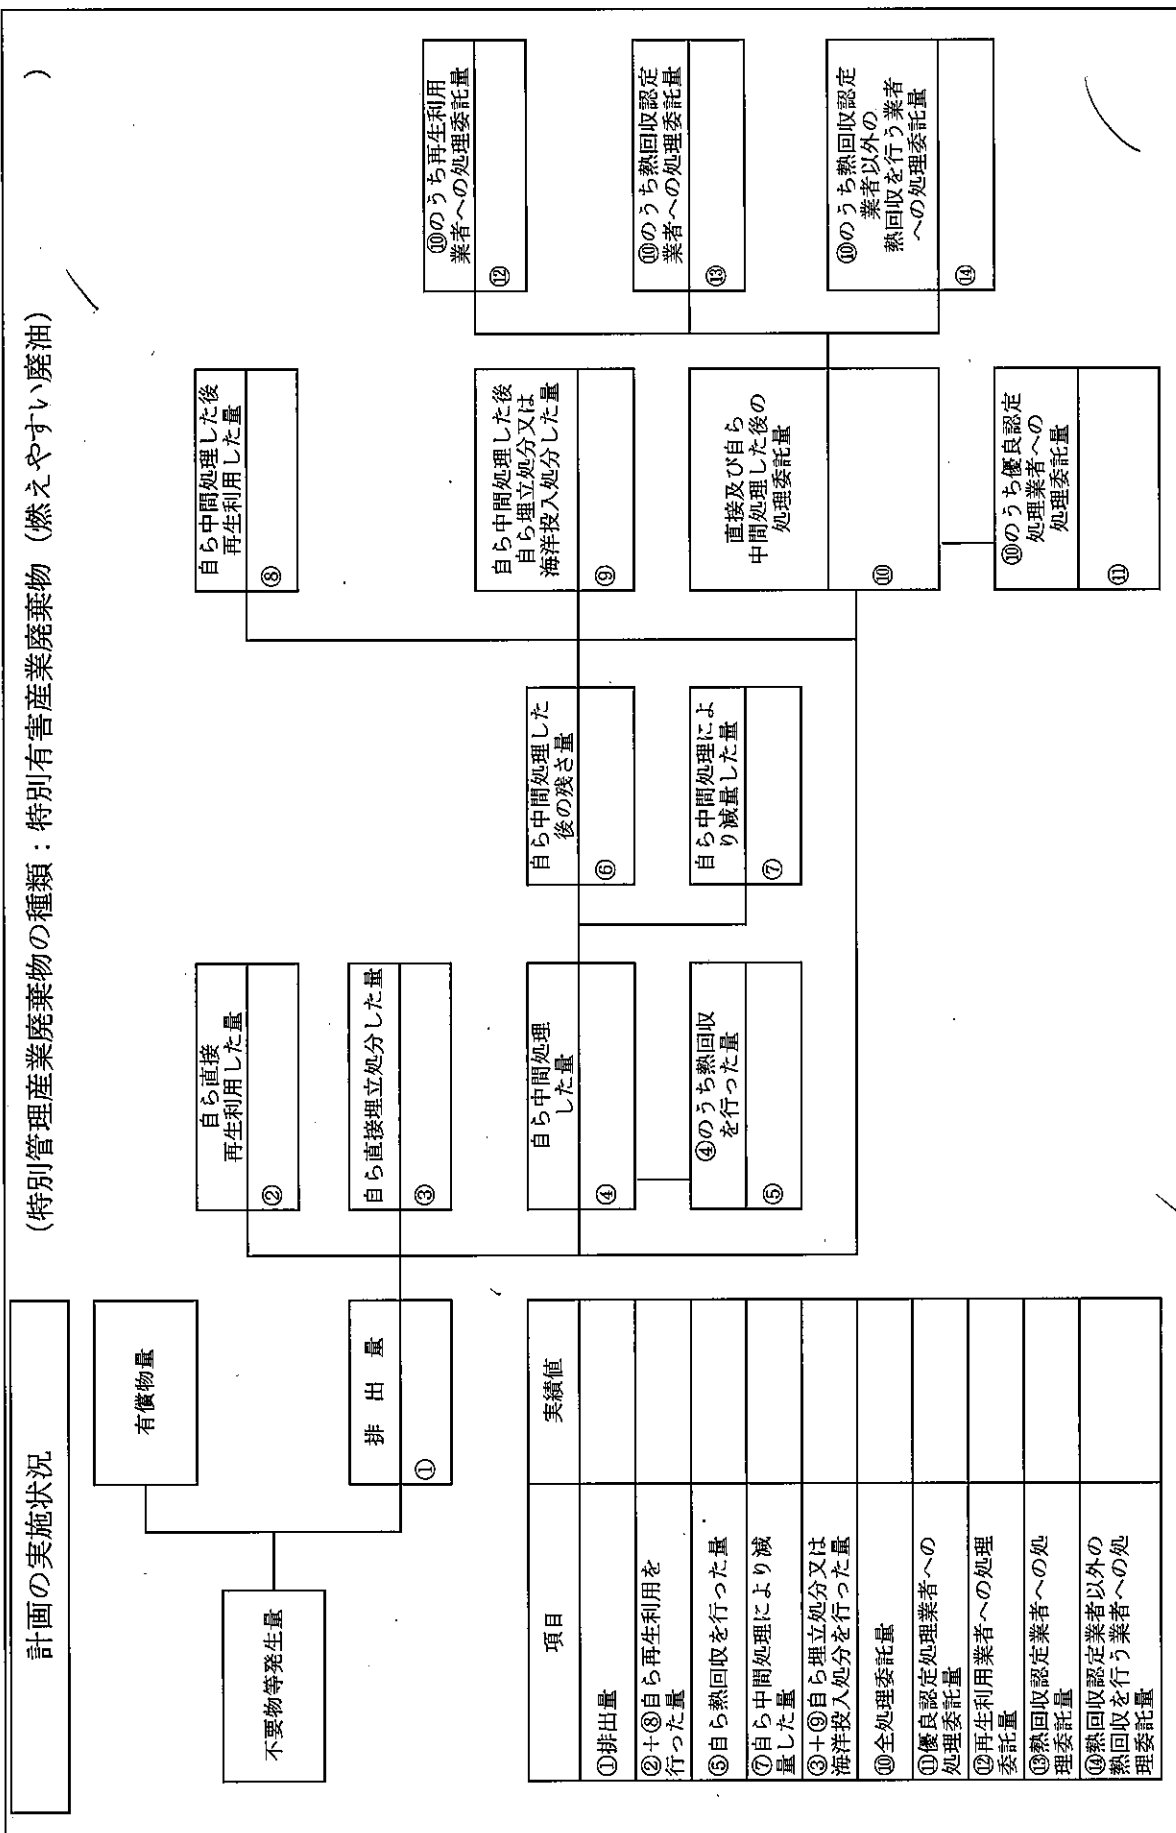 計画の実施状況
(特別管理産業廃棄物の種類：特別有害産業廃棄物（燃えやすい廃油） )
不要物等発生量
有償物量
排 出 量
①
自ら直接
再生利用した量
②
自ら直接埋立処分した量
③
自ら中間処理
した量
④
④のうち熱回収
を行った量
⑤
自ら中間処理した
後の残さ量
⑥
自ら中間処理によ
り減量した量
⑦
自ら中間処理した後
再生利用した量
⑧
自ら中間処理した後
自ら埋立処分又は
海洋投入処分した量
⑨
直接及び自ら
中間処理した後の
処理委託量
⑩
⑩のうち優良認定
処理業者への
処理委託量
⑪
⑩のうち再生利用
業者への処理委託量
⑫
⑩のうち熱回収認定
業者への処理委託量
⑬
⑩のうち熱回収認定
業者以外の
熱回収を行う業者
への処理委託量
⑭
項目 実績値
①排出量
②＋⑧自ら再生利用を
行った量
⑤自ら熱回収を行った量
⑦自ら中間処理により減
量した量
③＋⑨自ら埋立処分又は
海洋投入処分を行った量
⑩全処理委託量
⑪優良認定処理業者への
処理委託量
⑫再生利用業者への処理
委託量
⑬熱回収認定業者への処
理委託量
⑭熱回収認定業者以外の
熱回収を行う業者への処
理委託量